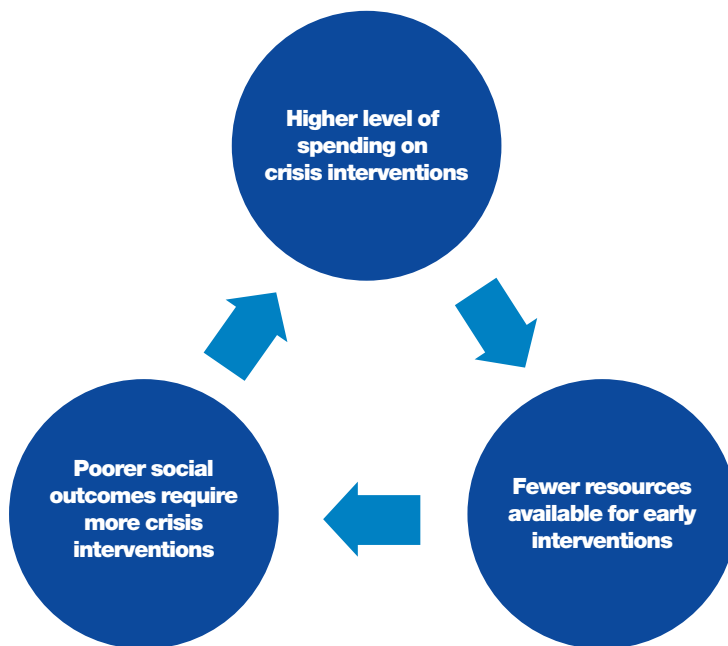 Higher level of
spending on
crisis interventions
Fewer resources
available for early
interventions
Poorer social
outcomes require
more crisis
interventions